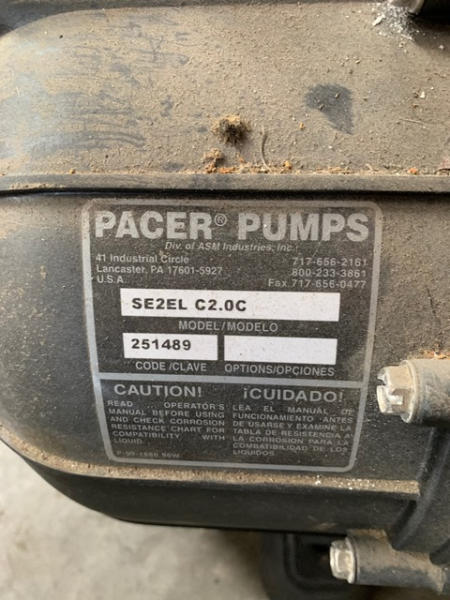 PACER® PUMPS
Div. of ASM Industries, Inc.
41 Industrial Circle 717-656-2161
Lancaster, PA 17601-5927 800-233-3861
U.S.A. Fax 717-656-0477
SE2EL C2.0C
MODEL/MODELO
251489
CODE/CLAVE OPTIONS/OPCIONES
CAUTION!
READ OPERATOR'S
MANUAL BEFORE USING
AND CHECK CORROSION
RESISTANCE CHART FOR
COMPATIBILITY WITH
LIQUID.
¡CUIDADO!
LEA EL MANUAL DE
FUNCIONAMIENTO ANTES
DE USARSE Y EXAMINE LA
TABLA DE RESISTENCIA A
LA CORROSION PARA LA
COMPATIBILIDAD DE LOS
LIQUIDOS.